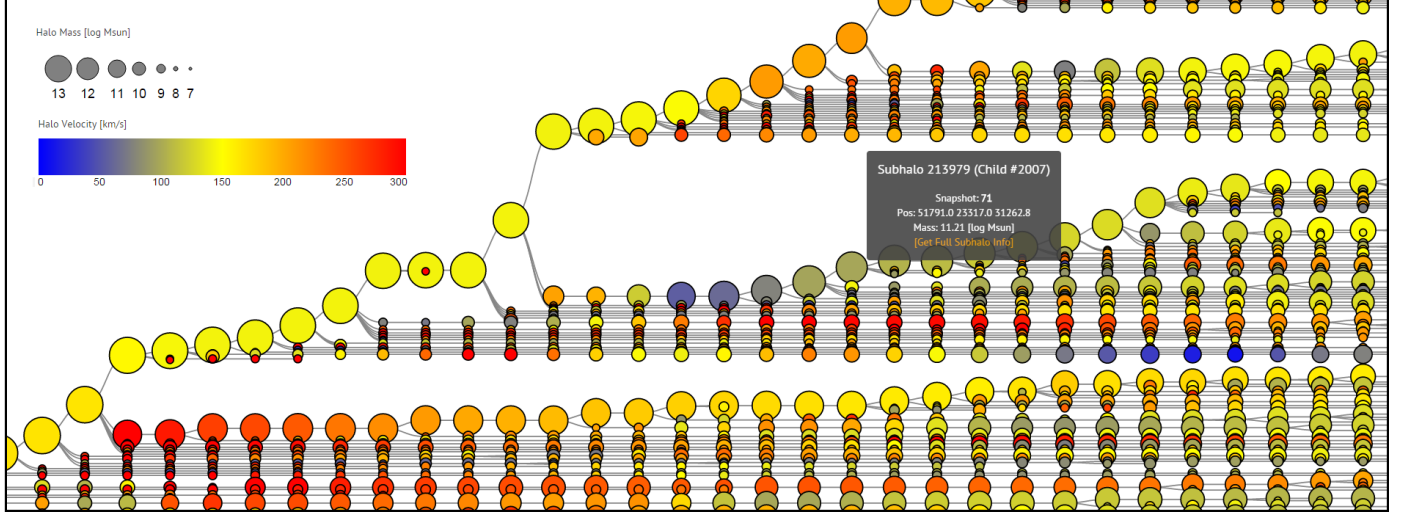 Halo Mass [log Msun]
13 12 11 10 9 8 7
Halo Velocity [km/s]
0 50 100 150 200 250 300
Subhalo 213979 (Child #2007)
Snapshot: 71
Pos: 51791.0 23317.0 31262.8
Mass: 11.21 [log Msun]
[Get Full Subhalo Info]